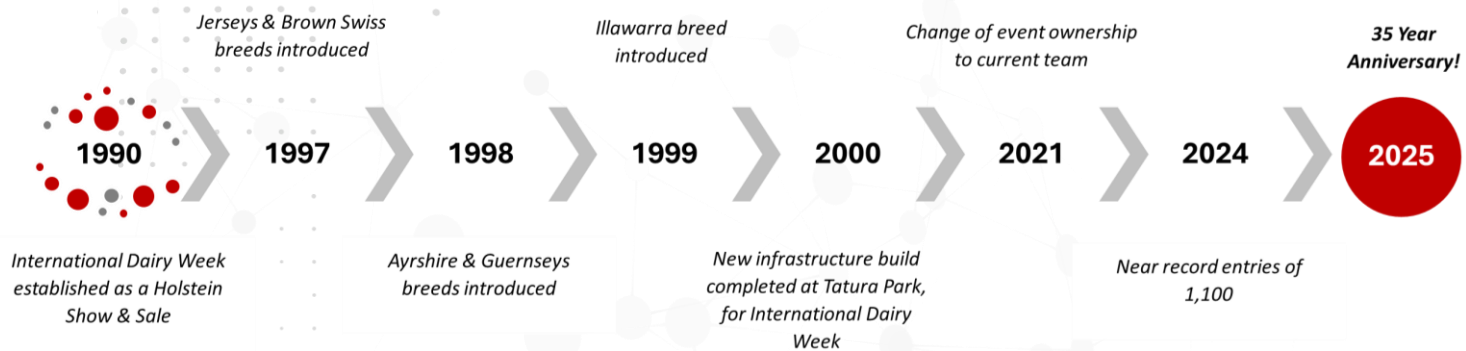 Jerseys & Brown Swiss
breeds introduced
Illawarra breed
introduced
Change of event ownership
to current team
35 Year
Anniversary!
1990
1997
1998
1999
2000
2021
2024
2025
International Dairy Week
established as a Holstein
Show & Sale
Ayrshire & Guernseys
breeds introduced
New infrastructure build
completed at Tatura Park,
for International Dairy
Week
Near record entries of
1,100